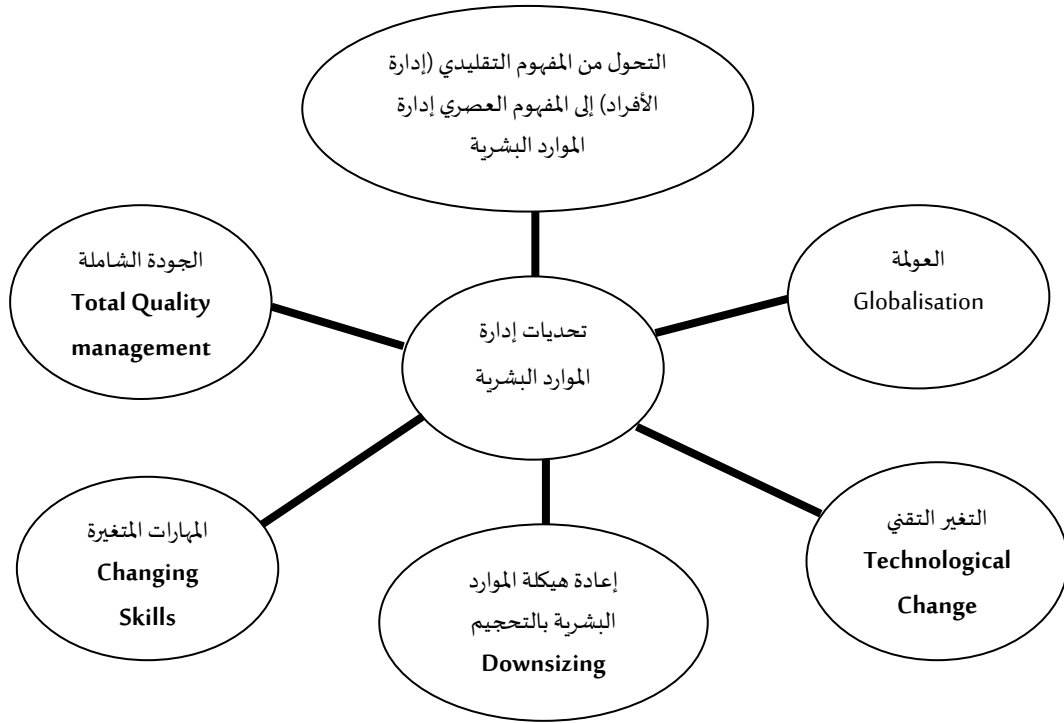 التحول من المفهوم التقليدي (إدارة
الأفراد) إلى المفهوم العصري إدارة
الموارد البشرية
العولمة
Globalisation
الجودة الشاملة
Total Quality
management
تحديات إدارة
الموارد البشرية
التغير التقني
Technological
Change
المهارات المتغيرة
Changing
Skills
إعادة هيكلة الموارد
البشرية بالتحجيم
Downsizing